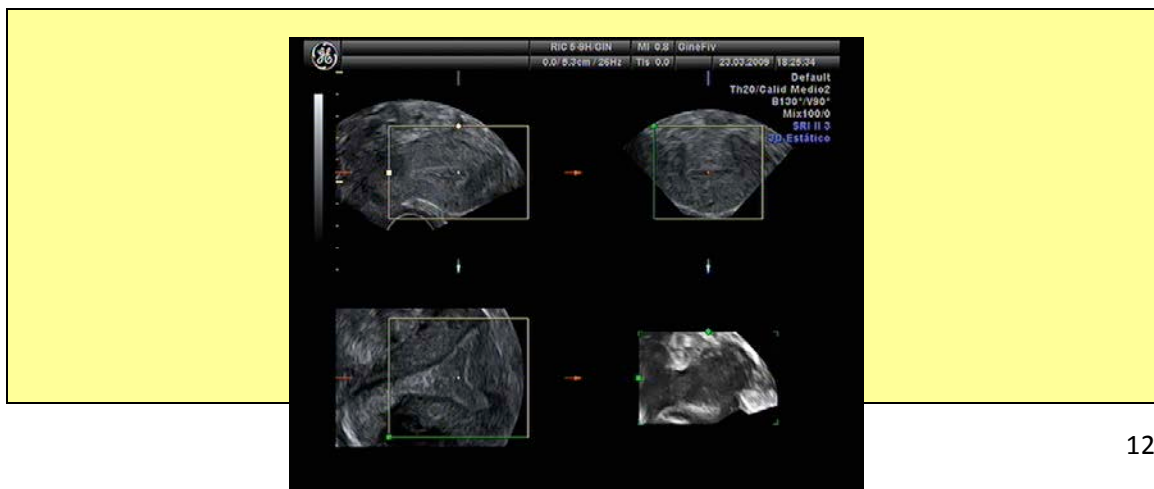 GE
RIC 5-9H/GIN MI 0.8 GineFiv
0.0/ 5.3cm / 26Hz TIs 0.0 23.03.2009 18:25:34
Default
Th20/Calid Medio2
B130°/V90°
Mix100/0
SRI II 3
3D Estático
12